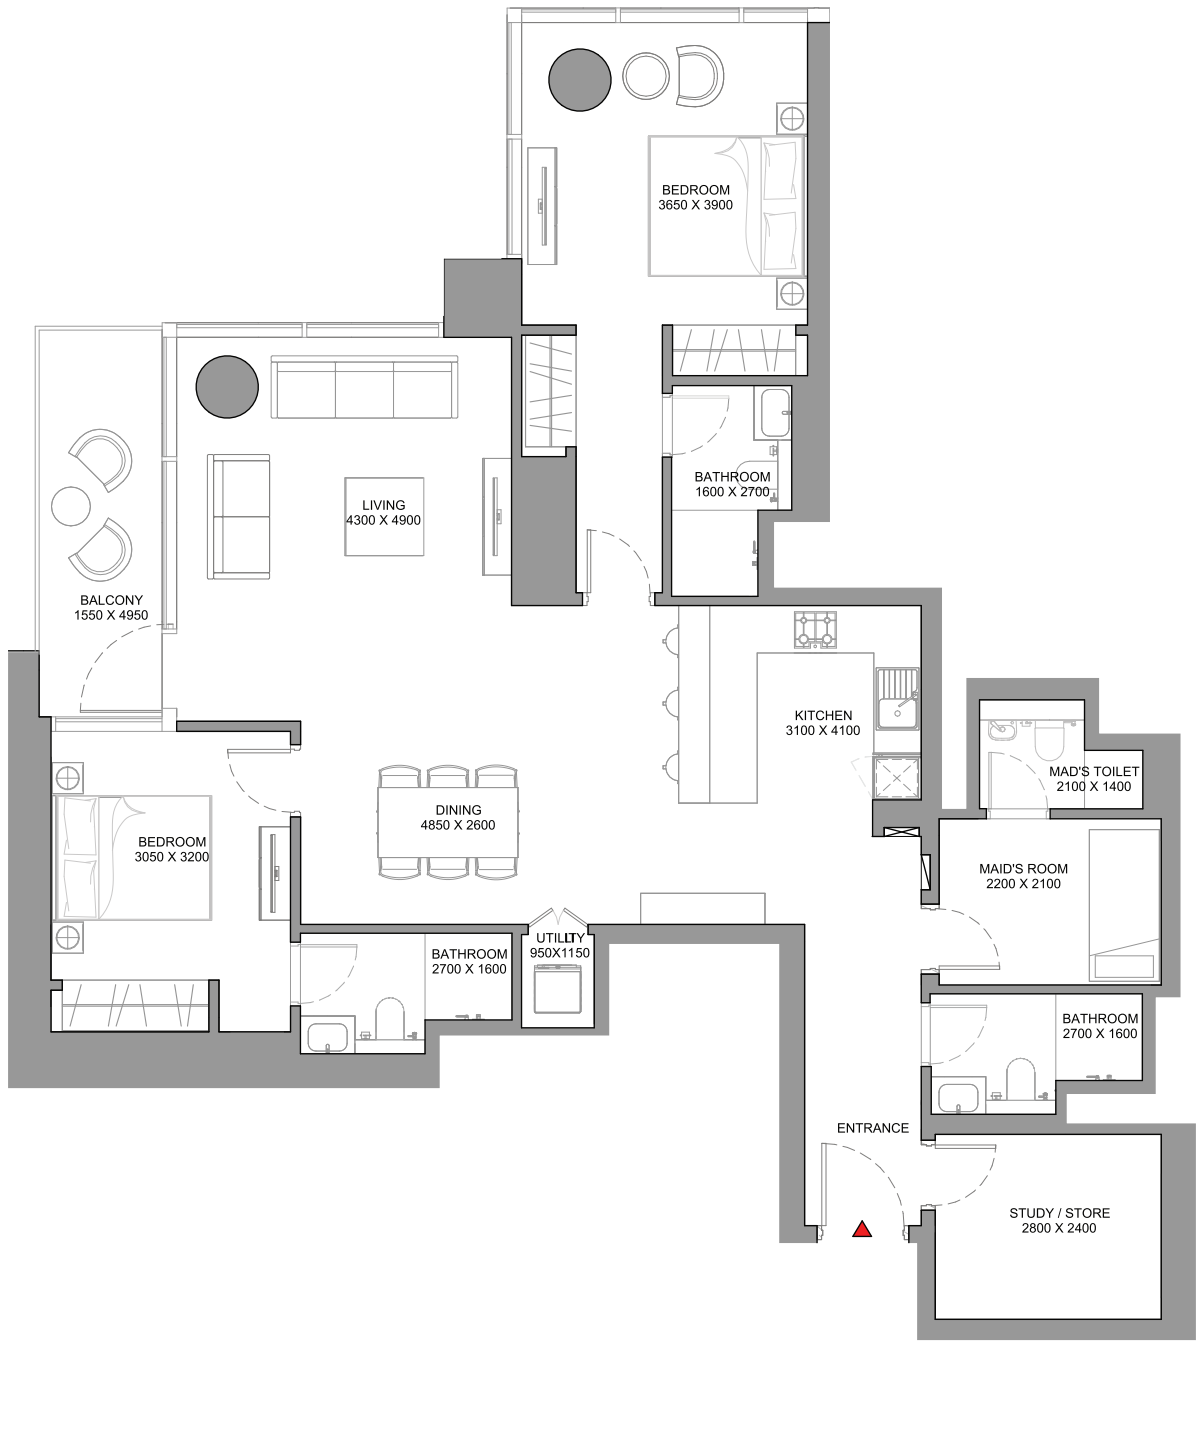 BEDROOM
3650 X 3900
BATHROOM
1600 X 2700
LIVING
4300 X 4900
BALCONY
1550 X 4950
KITCHEN
3100 X 4100
MAD'S TOILET
2100 X 1400
DINING
4850 X 2600
BEDROOM
3050 X 3200
MAID'S ROOM
2200 X 2100
UTILITY
950X1150
BATHROOM
2700 X 1600
BATHROOM
2700 X 1600
ENTRANCE
STUDY / STORE
2800 X 2400